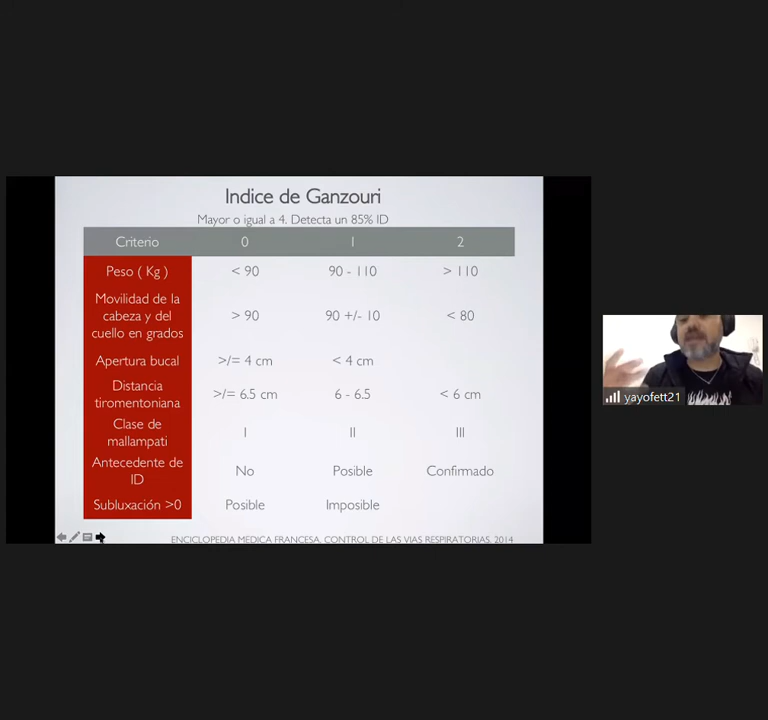 Indice de Ganzouri
Mayor o igual a 4. Detecta un 85% ID
Criterio 0 1 2
Peso ( Kg ) < 90 90 - 110 > 110
Movilidad de la
cabeza y del
cuello en grados > 90 90 +/- 10 < 80
Apertura bucal >/= 4 cm < 4 cm
Distancia
tiromentoniana >/= 6.5 cm 6 - 6.5 < 6 cm
Clase de
mallampati I II III
Antecedente de
ID No Posible Confirmado
Subluxación >0 Posible Imposible
ENCICLOPEDIA MEDICA FRANCESA. CONTROL DE LAS VIAS RESPIRATORIAS. 2014
yayofett21